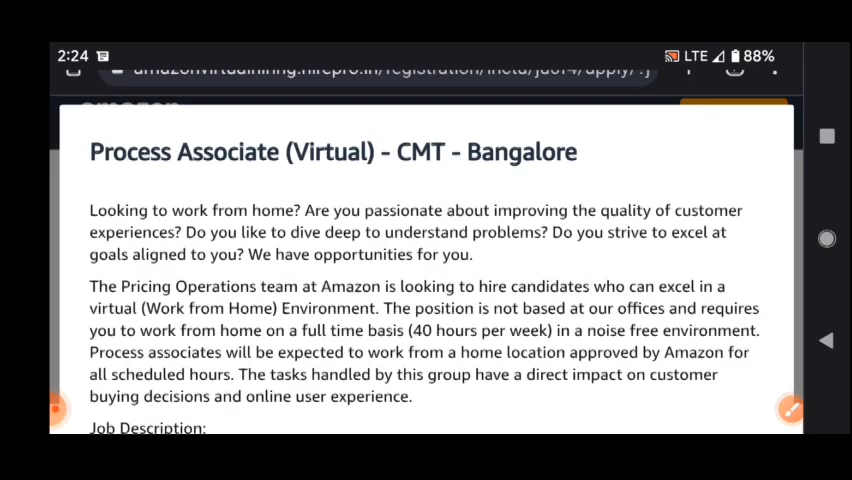 2:24 LTE 88%
Process Associate (Virtual) - CMT - Bangalore
Looking to work from home? Are you passionate about improving the quality of customer
experiences? Do you like to dive deep to understand problems? Do you strive to excel at
goals aligned to you? We have opportunities for you.
The Pricing Operations team at Amazon is looking to hire candidates who can excel in a
virtual (Work from Home) Environment. The position is not based at our offices and requires
you to work from home on a full time basis (40 hours per week) in a noise free environment.
Process associates will be expected to work from a home location approved by Amazon for
all scheduled hours. The tasks handled by this group have a direct impact on customer
buying decisions and online user experience.
Job Description: